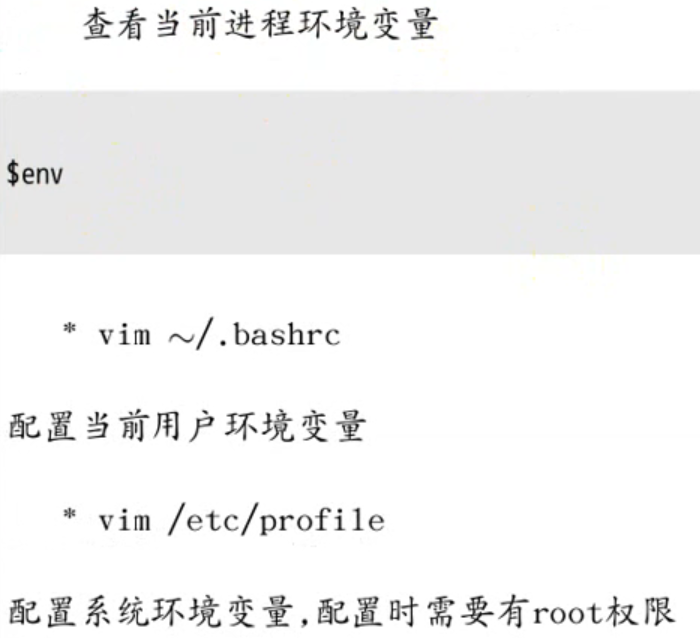 查看当前进程环境变量
$env
* vim ~/.bashrc
配置当前用户环境变量
* vim /etc/profile
配置系统环境变量,配置时需要有root权限